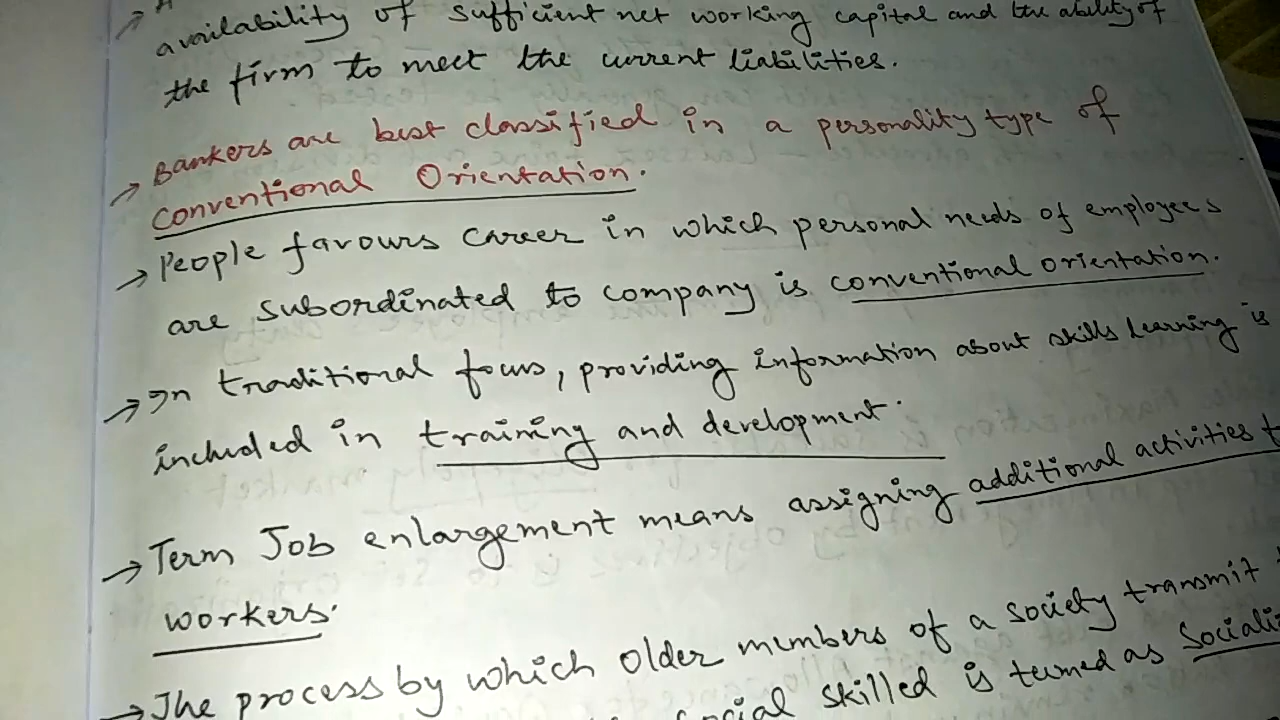 availability of sufficient net working capital and the ability of
the firm to meet the current liabilities.
→ Bankers are best classified in a personality type of
Conventional Orientation.
→ People favours career in which personal needs of employees
are subordinated to company is conventional orientation.
→ In traditional focus, providing information about skills learning is
included in training and development.
→ Term Job enlargement means assigning additional activities
workers.
→ The process by which older members of a society transmit
social skilled is termed as